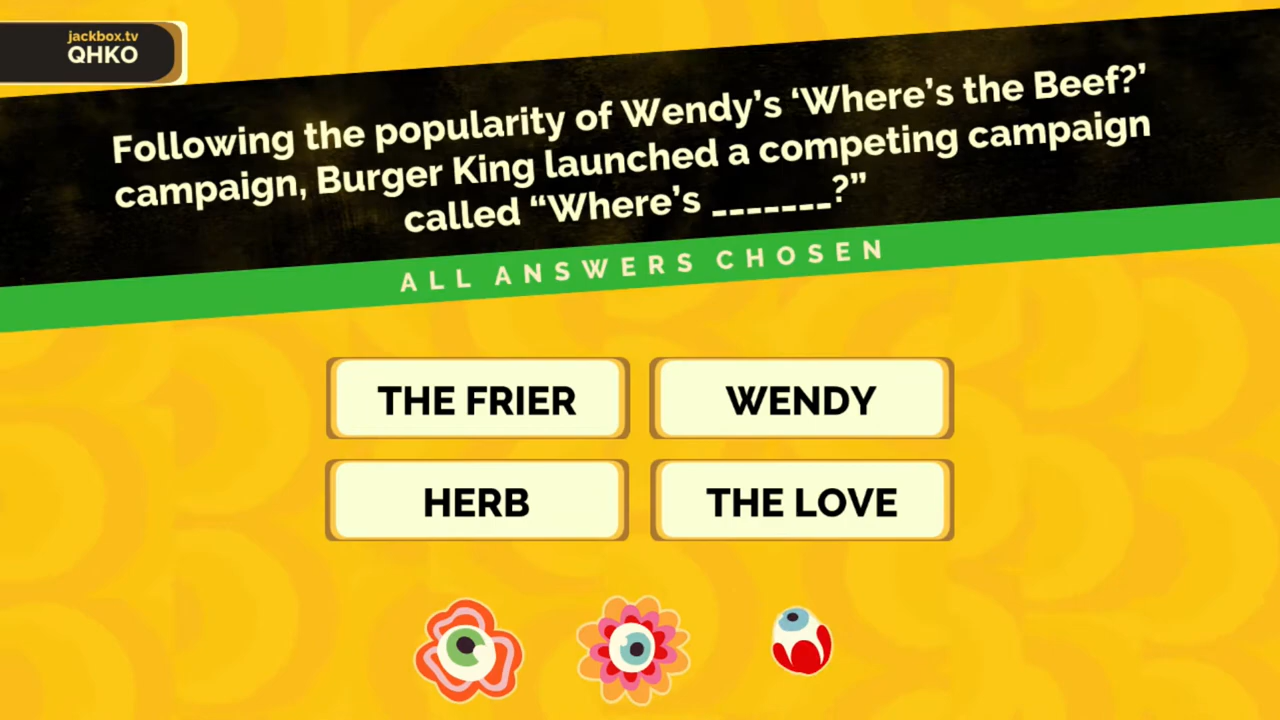 jackbox.tv
QHKO
Following the popularity of Wendy's ‘Where's the Beef?’
campaign, Burger King launched a competing campaign
called “Where's _______?”
ALL ANSWERS CHOSEN
THE FRIER
WENDY
HERB
THE LOVE